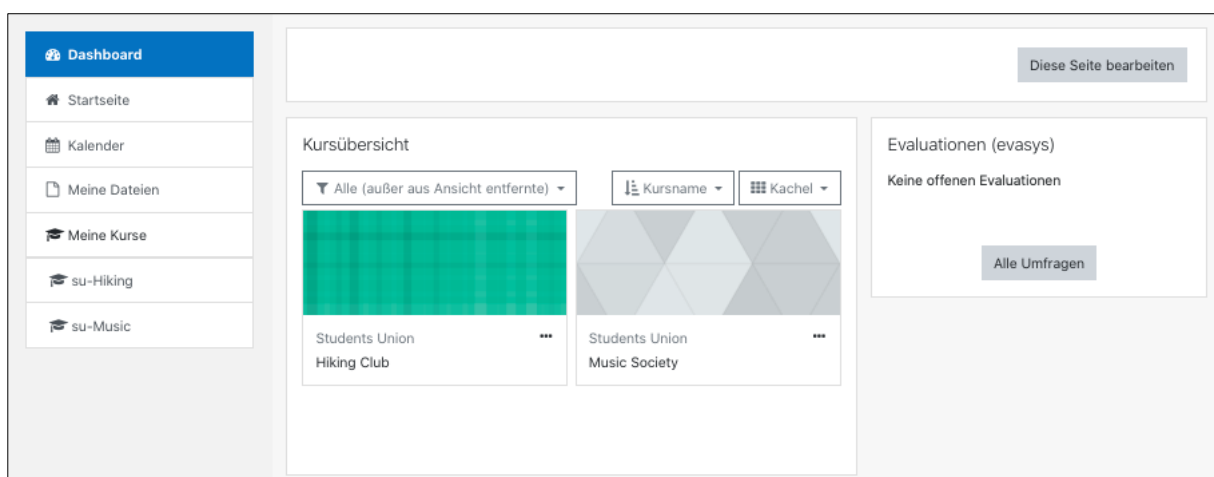 Dashboard
Startseite
Kalender
Meine Dateien
Meine Kurse
su-Hiking
su-Music
Diese Seite bearbeiten
Kursübersicht
Alle (außer aus Ansicht entfernte)
Kursname
Kachel
Students Union
Hiking Club
Students Union
Music Society
Evaluationen (evasys)
Keine offenen Evaluationen
Alle Umfragen